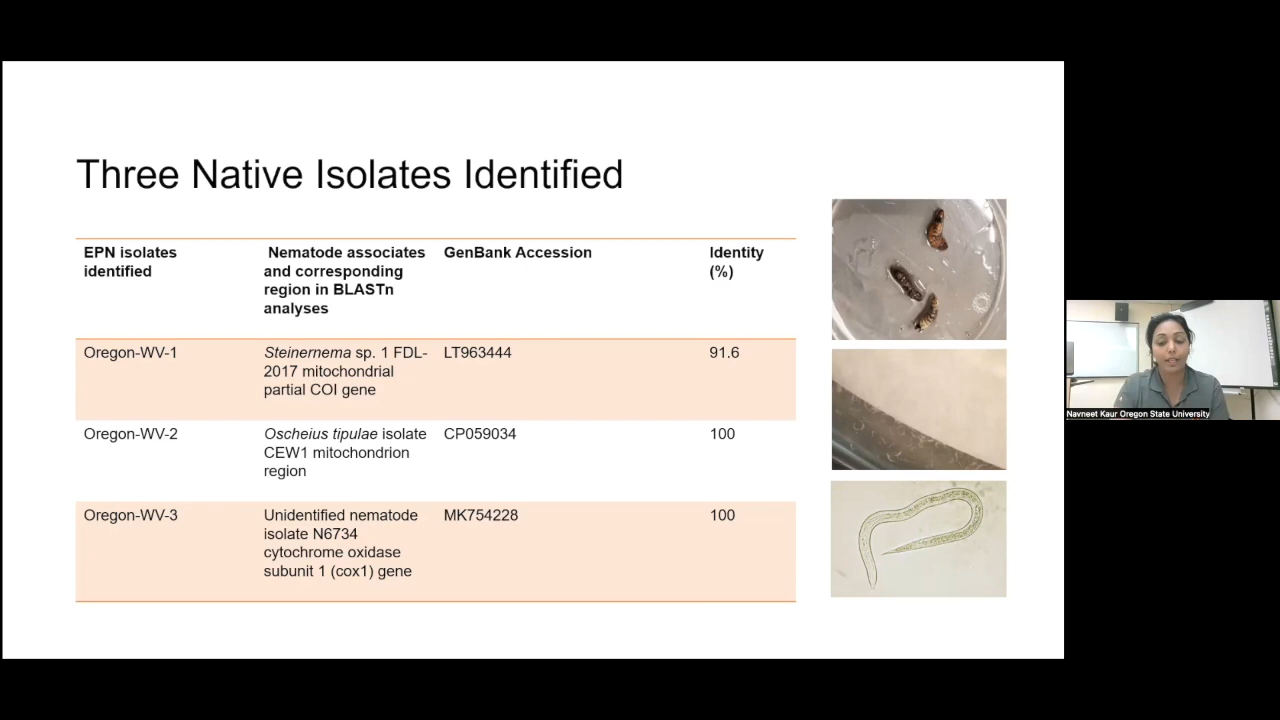 Three Native Isolates Identified
EPN isolates
identified
Nematode associates
and corresponding
region in BLASTn
analyses
GenBank Accession
Identity
(%)
Oregon-WV-1
Steinernema sp. 1 FDL-
2017 mitochondrial
partial COI gene
LT963444
91.6
Oregon-WV-2
Oscheius tipulae isolate
CEW1 mitochondrion
region
CP059034
100
Oregon-WV-3
Unidentified nematode
isolate N6734
cytochrome oxidase
subunit 1 (cox1) gene
MK754228
100
Navneet Kaur Oregon State University